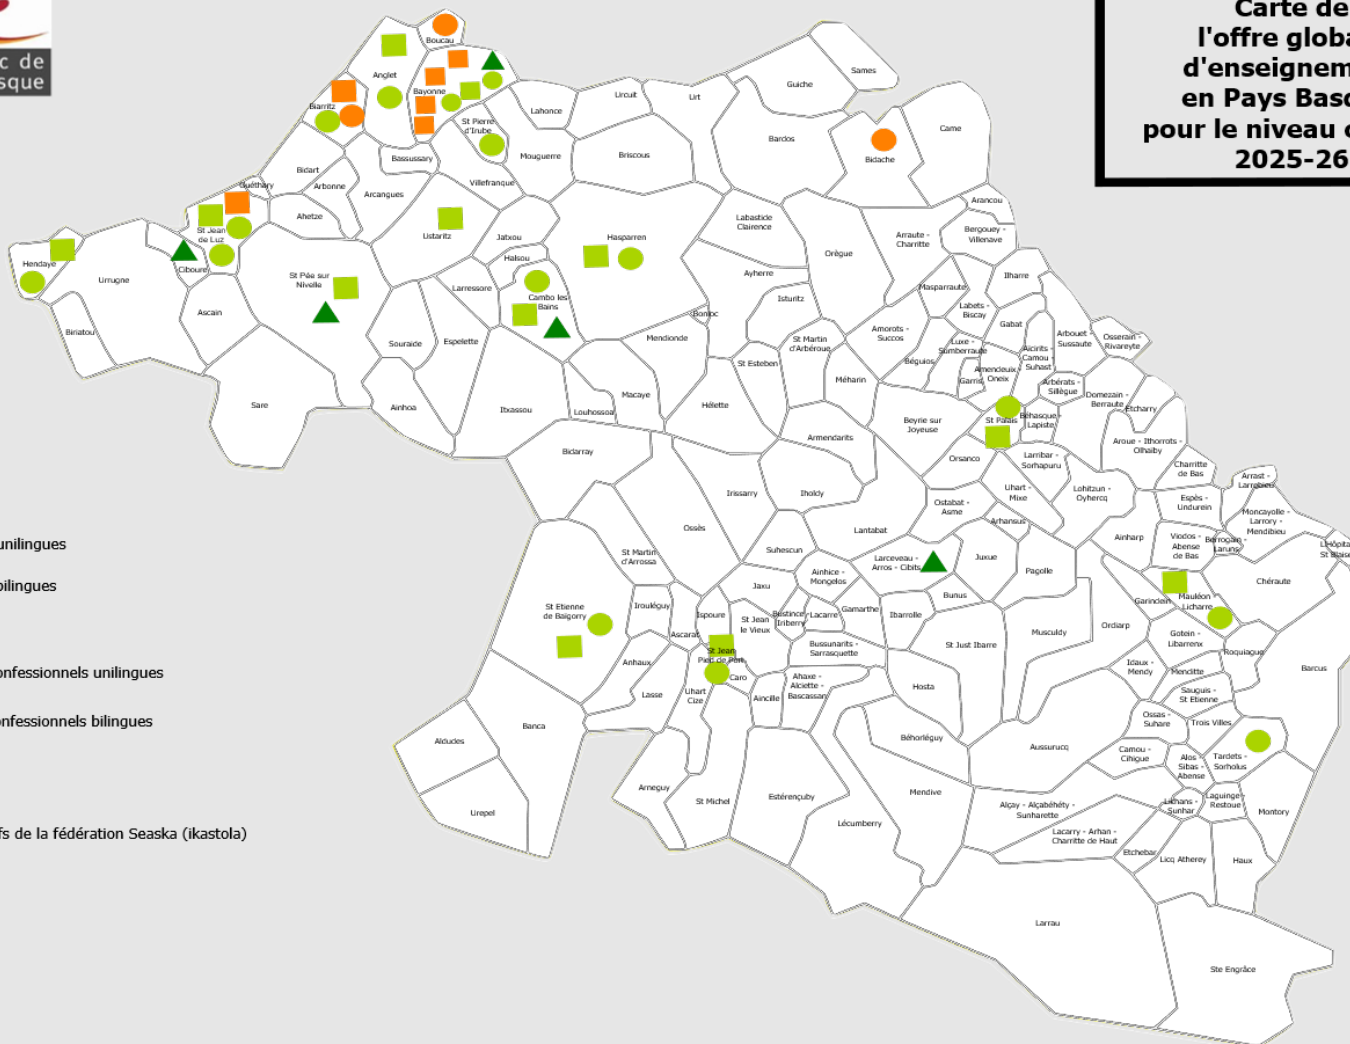 c de
sque
Carte de
l'offre globa
d'enseignem
en Pays Basc
pour le niveau c
2025-26
Boucau
Anglet
Bayonne
Biarritz
St Pierre
d'Irube
Lahonce
Urcuit
Urt
Guiche
Sames
Bardos
Bidache
Came
Briscous
Mouguerre
Bassussary
Bidart
Arbonne
Arcangues
Villefranque
Guéthary
Ahetze
St Jean
de Luz
Ustaritz
Jatxou
Halsou
Hasparren
Labastide
Clairence
Orègue
Arraute -
Charritte
Arancou
Bergouey -
Villenave
Hendaye
Urrugne
Ciboure
St Pée sur
Nivelle
Larressore
Cambo les
Bains
Ayherre
Isturitz
Bonloc
Masparraute
Ilharre
Labets -
Biscay
Gabat
Biriatou
Ascain
Souraide
Espelette
Mendionde
St Esteben
St Martin
d'Arbéroue
Amorots -
Succos
Béguios
Luxe -
Sumberraute
Aicirits -
Camou -
Suhast
Arbouet -
Sussaute
Osserain -
Rivareyte
Sare
Ainhoa
Itxassou
Louhossoa
Macaye
Hélette
Méharin
Garris
Amendeuix -
Oneix
Arbérats -
Sillègue
Domezain -
Berraute
Etcharry
Beyrie sur
Joyeuse
St Palais
Béhasque -
Lapiste
Aroue - Ithorrots -
Olhaiby
Bidarray
Armendarits
Orsanco
Larribar -
Sorhapuru
Charritte
de Bas
Arrast -
Larrebieu
Irissarry
Iholdy
Uhart -
Mixe
Lohitzun -
Oyhercq
Espès -
Undurein
Moncayolle -
Larrory -
Mendibieu
Ossès
Lantabat
Ostabat -
Asme
Arhansus
Ainharp
Viodos -
Abense
de Bas
Berrogain -
Laruns
L'Hôpita
St Blaise
unilingues
St Martin
d'Arrossa
Suhescun
Larceveau -
Arros - Cibits
Juxue
Pagolle
Chéraute
bilingues
Jaxu
Ainhice -
Mongelos
Bunus
Garindein
Mauléon -
Licharre
St Etienne
de Baigorry
Irouléguy
Ispoure
St Jean
le Vieux
Bustince -
Iriberry
Lacarre
Gamarthe
Ibarrolle
Ordiarp
Musculdy
Ascarat
St Jean
Pied de Port
Bussunarits -
Sarrasquette
St Just Ibarre
Gotein -
Libarrenx
Roquiague
Barcus
onfessionnels unilingues
Anhaux
Lasse
Uhart
Cize
Caro
Aincille
Ahaxe -
Alciette -
Bascassan
Hosta
Idaux -
Mendy
Menditte
Sauguis -
St Etienne
onfessionnels bilingues
Banca
Aldudes
Béhorléguy
Aussurucq
Ossas -
Suhare
Trois Villes
Camou -
Cihigue
Alos
Sibas -
Abense
Tardets -
Sorholus
Arneguy
St Michel
Estérençuby
Mendive
Alçay - Alçabéhéty -
Sunharette
Lichans -
Sunhar
Laguinge -
Restoue
Montory
Urepel
Lécumberry
fs de la fédération Seaska (ikastola)
Lacarry - Arhan -
Charritte de Haut
Etchebar
Licq Atherey
Haux
Larrau
Ste Engrâce